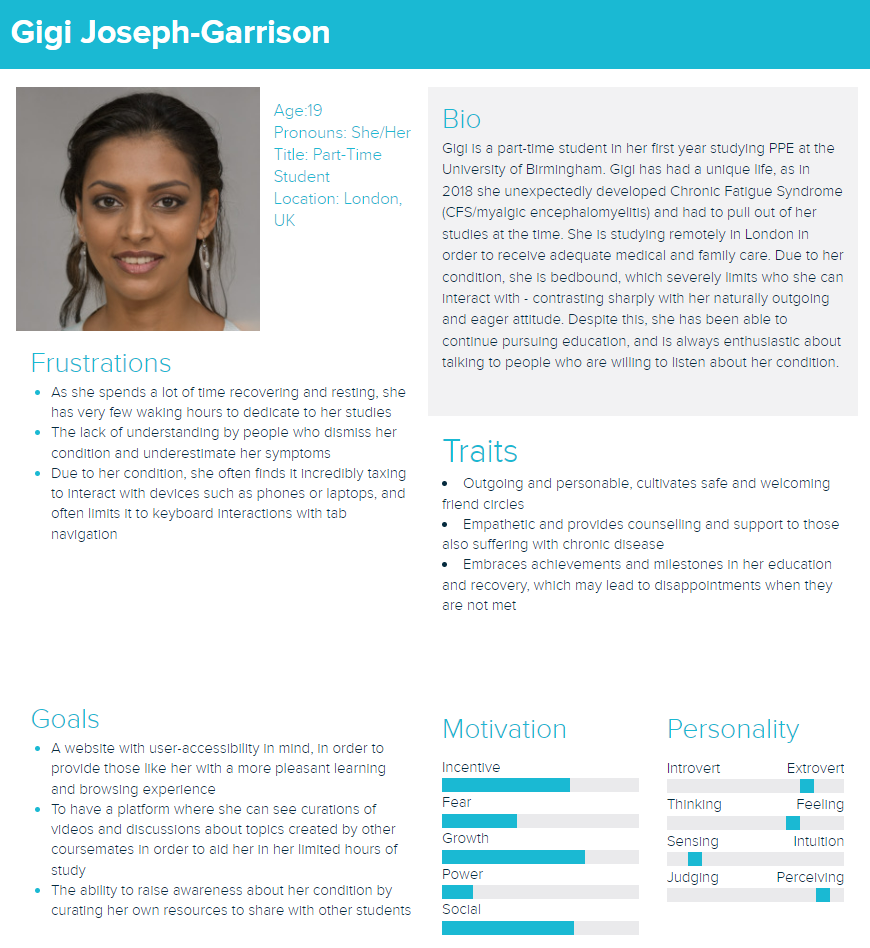 Gigi Joseph-Garrison
Age:19
Pronouns: She/Her
Title: Part-Time
Student
Location: London,
UK
Bio
Gigi is a part-time student in her first year studying PPE at the
University of Birmingham. Gigi has had a unique life, as in
2018 she unexpectedly developed Chronic Fatigue Syndrome
(CFS/myalgic encephalomyelitis) and had to pull out of her
studies at the time. She is studying remotely in London in
order to receive adequate medical and family care. Due to her
condition, she is bedbound, which severely limits who she can
interact with - contrasting sharply with her naturally outgoing
and eager attitude. Despite this, she has been able to
continue pursuing education, and is always enthusiastic about
talking to people who are willing to listen about her condition.
Frustrations
• As she spends a lot of time recovering and resting, she
has very few waking hours to dedicate to her studies
• The lack of understanding by people who dismiss her
condition and underestimate her symptoms
• Due to her condition, she often finds it incredibly taxing
to interact with devices such as phones or laptops, and
often limits it to keyboard interactions with tab
navigation
Traits
• Outgoing and personable, cultivates safe and welcoming
friend circles
• Empathetic and provides counselling and support to those
also suffering with chronic disease
• Embraces achievements and milestones in her education
and recovery, which may lead to disappointments when they
are not met
Goals
• A website with user-accessibility in mind, in order to
provide those like her with a more pleasant learning
and browsing experience
• To have a platform where she can see curations of
videos and discussions about topics created by other
coursemates in order to aid her in her limited hours of
study
• The ability to raise awareness about her condition by
curating her own resources to share with other students
Motivation
Incentive
Fear
Growth
Power
Social
Personality
Introvert Extrovert
Thinking Feeling
Sensing Intuition
Judging Perceiving